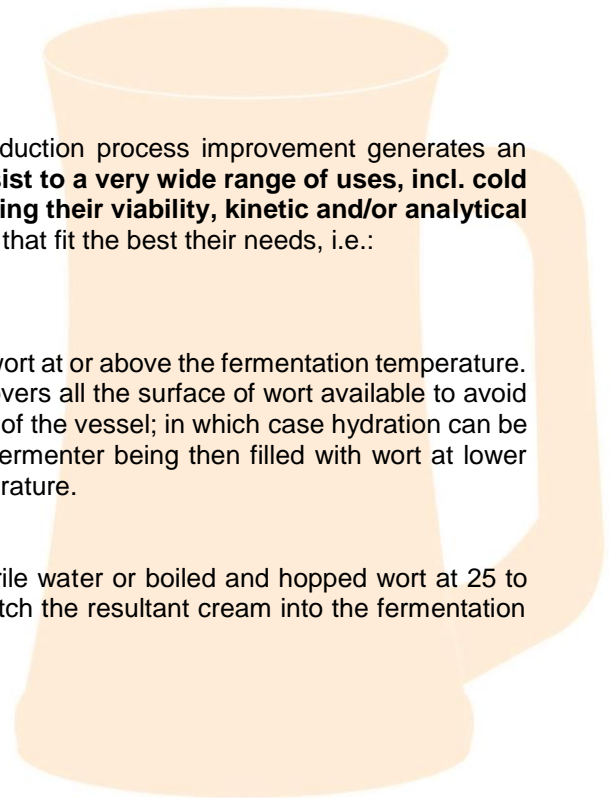 duction process improvement generates an
sist to a very wide range of uses, incl. cold
ing their viability, kinetic and/or analytical
that fit the best their needs, i.e.:
wort at or above the fermentation temperature.
overs all the surface of wort available to avoid
of the vessel; in which case hydration can be
ermenter being then filled with wort at lower
rature.
rile water or boiled and hopped wort at 25 to
tch the resultant cream into the fermentation